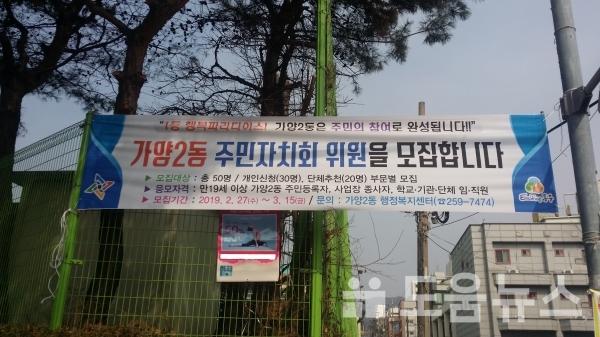 "1등 행복파라다이스! 가양2동은 주민의 참여로 완성됩니다!!"
가양2동 주민자치회 위원을 모집합니다
▶ 모집대상 : 총 50명 / 개인신청(30명), 단체추천(20명) 부문별 모집
▶ 응모자격 : 만19세 이상 가양2동 주민등록자, 사업장 종사자, 학교·기관·단체 임·직원
▶ 모집기간 : 2019. 2. 27(수) ~ 3. 15(금) / 문의 : 가양2동 행정복지센터(☎259-7474)
도움뉴스